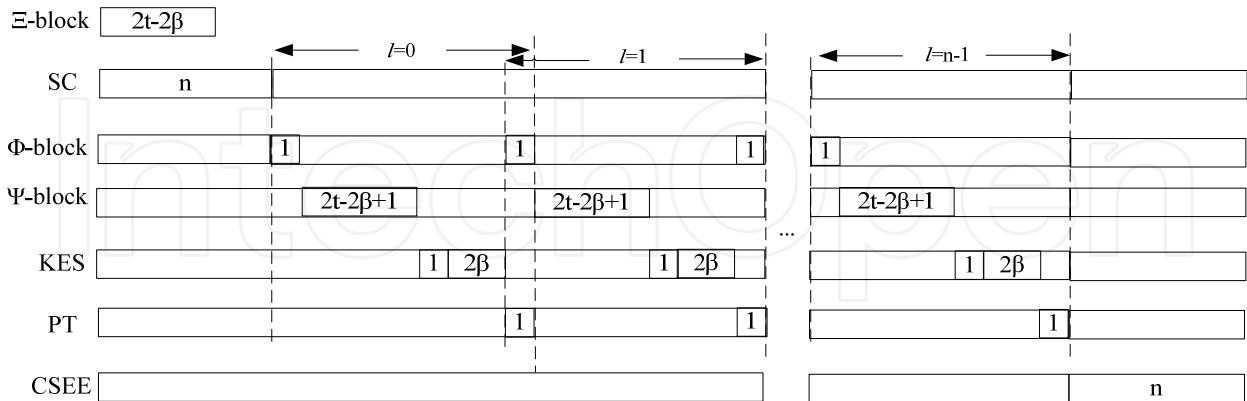 Ξ-block 2t-2β
l=0 l=1 l=n-1
SC n
Φ-block 1 1 1 1
Ψ-block 2t-2β+1 2t-2β+1 2t-2β+1
...
KES 1 2β 1 2β 1 2β
PT 1 1 1
CSEE n
IntechOpen